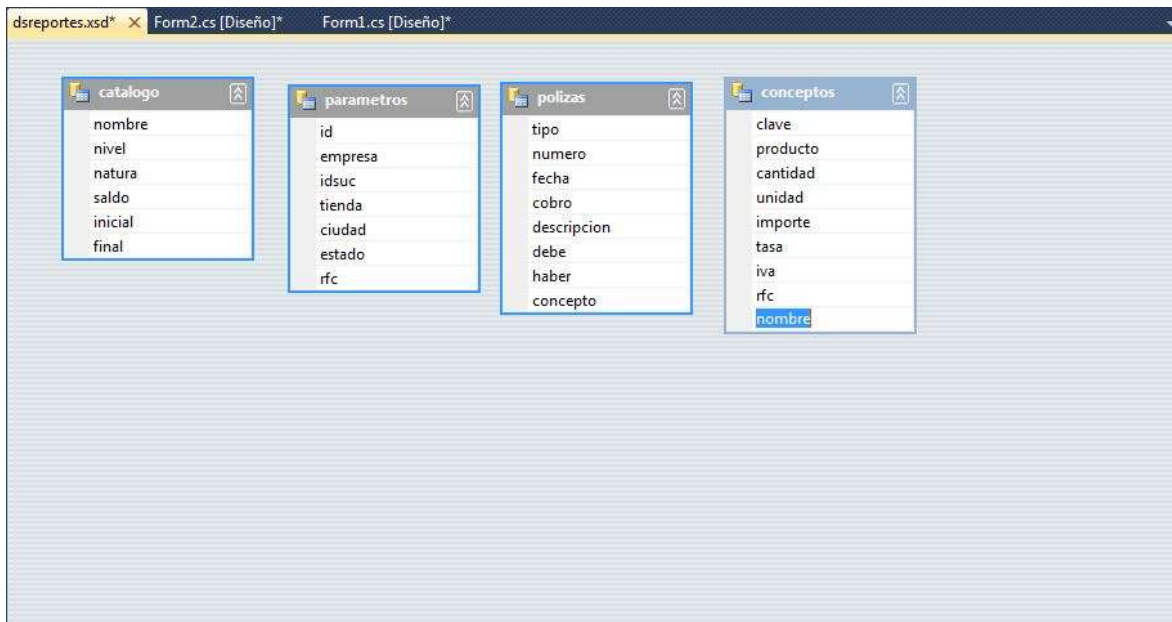 dsreportes.xsd* Form2.cs [Diseño]* Form1.cs [Diseño]*
catalogo
nombre
nivel
natura
saldo
inicial
final
parametros
id
empresa
idsuc
tienda
ciudad
estado
rfc
polizas
tipo
numero
fecha
cobro
descripcion
debe
haber
concepto
conceptos
clave
producto
cantidad
unidad
importe
tasa
iva
rfc
nombre